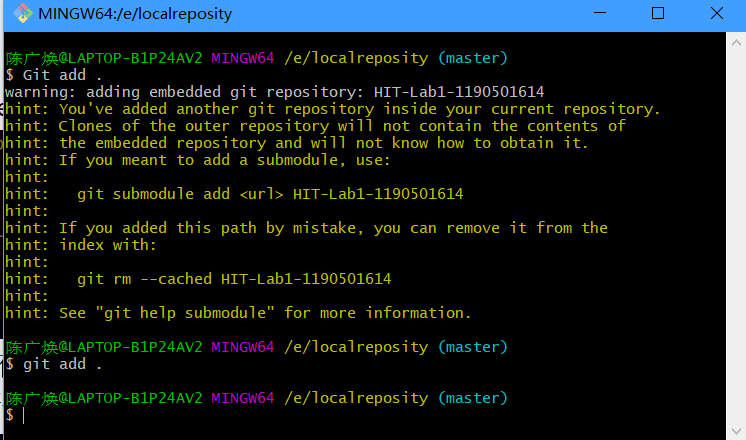 MINGW64:/e/localreposity
陈广焕@LAPTOP-B1P24AV2 MINGW64 /e/localreposity (master)
$ Git add .
warning: adding embedded git repository: HIT-Lab1-1190501614
hint: You've added another git repository inside your current repository.
hint: Clones of the outer repository will not contain the contents of
hint: the embedded repository and will not know how to obtain it.
hint: If you meant to add a submodule, use:
hint:
hint:   git submodule add <url> HIT-Lab1-1190501614
hint:
hint: If you added this path by mistake, you can remove it from the
hint: index with:
hint:
hint:   git rm --cached HIT-Lab1-1190501614
hint:
hint: See "git help submodule" for more information.
陈广焕@LAPTOP-B1P24AV2 MINGW64 /e/localreposity (master)
$ git add .
陈广焕@LAPTOP-B1P24AV2 MINGW64 /e/localreposity (master)
$